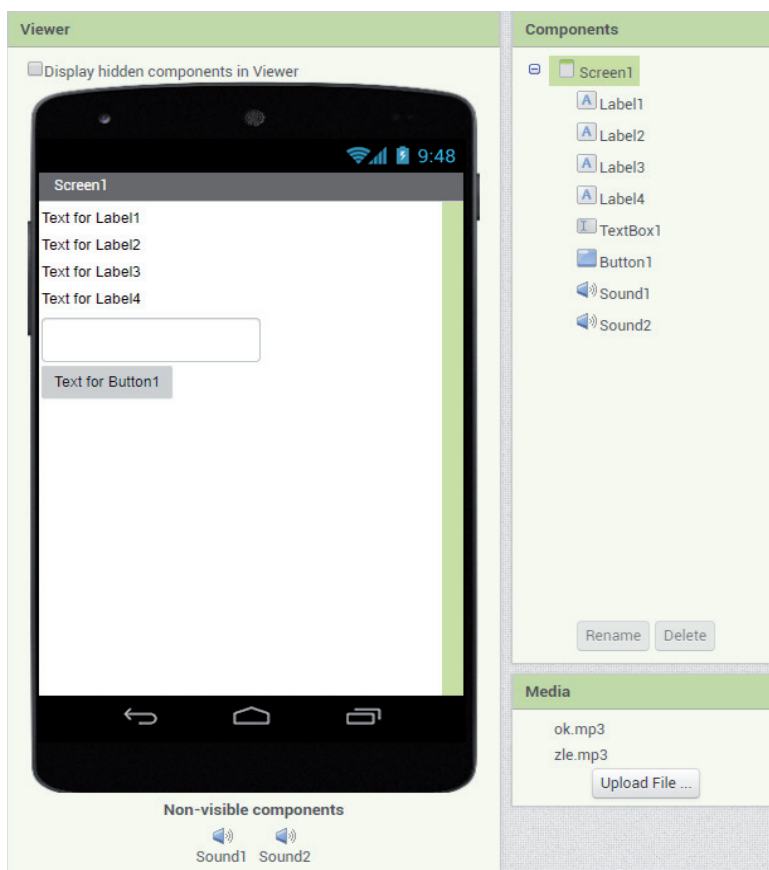 Viewer
Display hidden components in Viewer
9:48
Screen1
Text for Label1
Text for Label2
Text for Label3
Text for Label4
Text for Button1
Non-visible components
Sound1 Sound2
Components
Screen1
A Label1
A Label2
A Label3
A Label4
TextBox1
Button1
Sound1
Sound2
Rename Delete
Media
ok.mp3
zle.mp3
Upload File ...